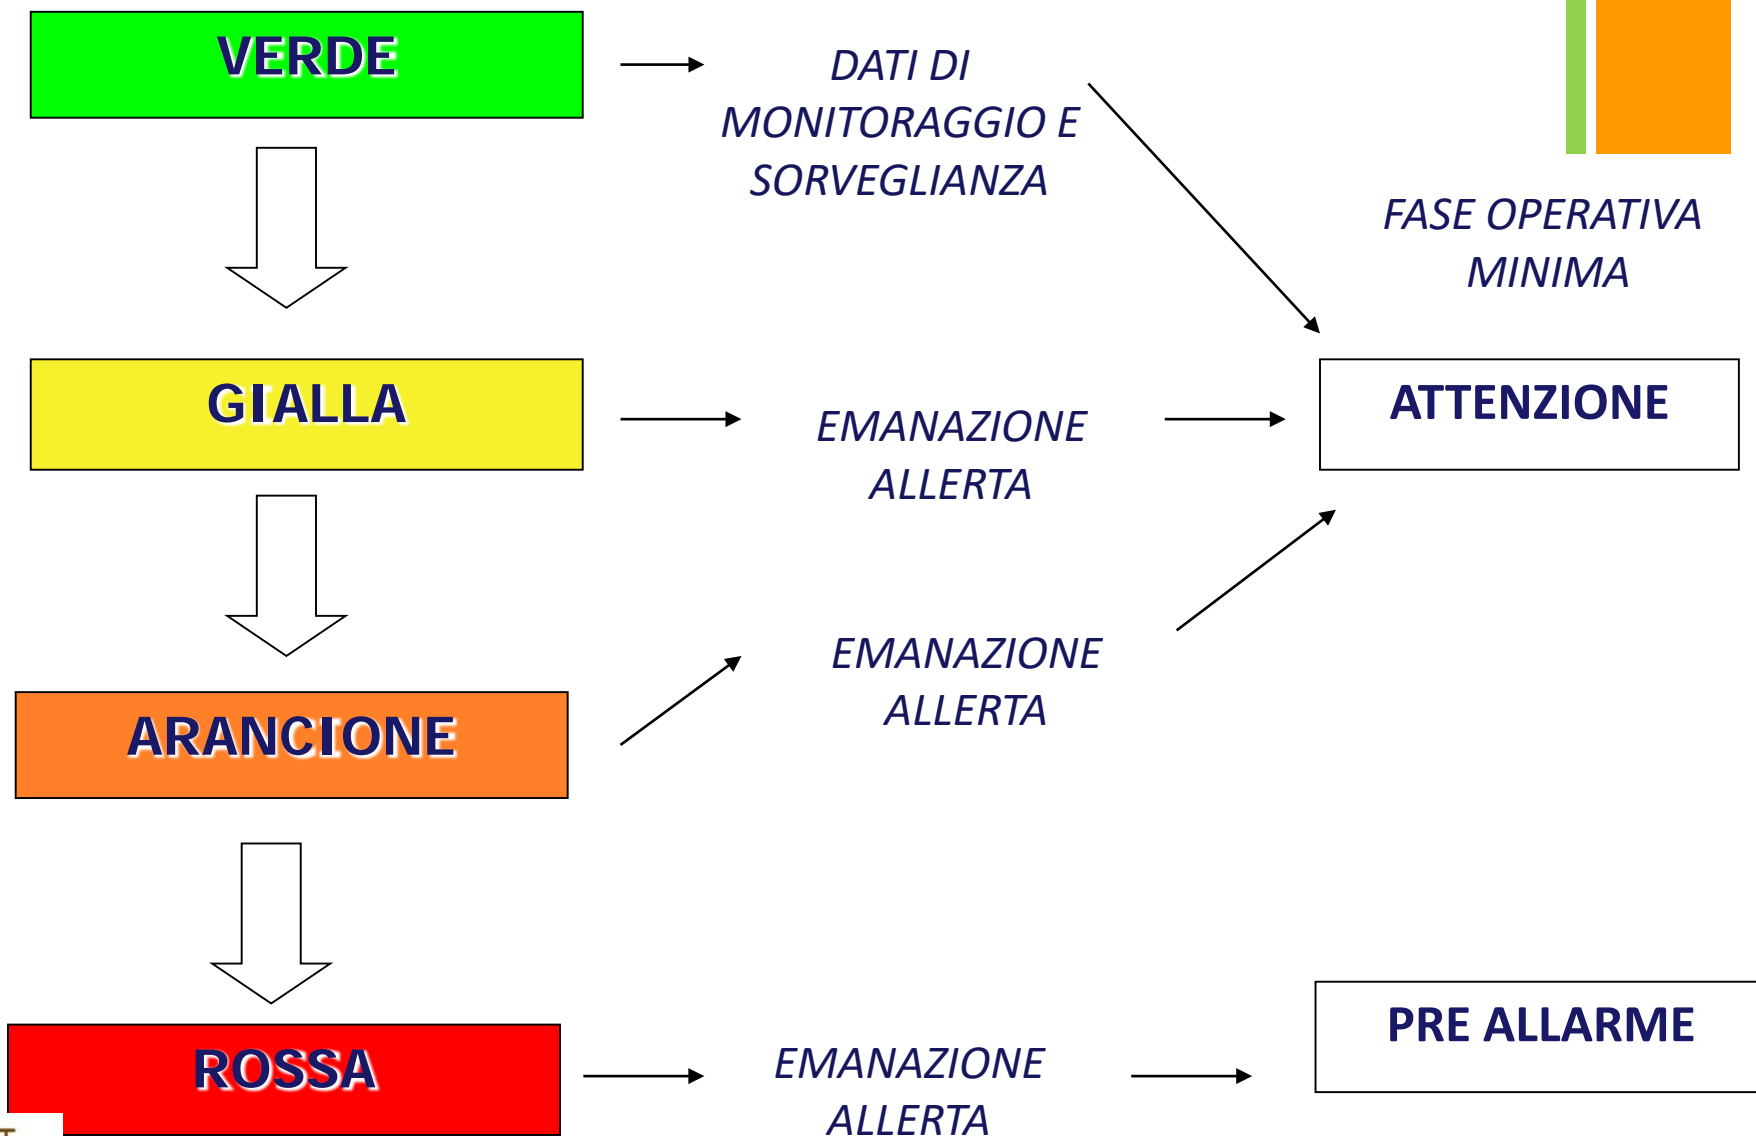 VERDE
DATI DI
MONITORAGGIO E
SORVEGLIANZA
FASE OPERATIVA
MINIMA
GIALLA
EMANAZIONE
ALLERTA
ATTENZIONE
ARANCIONE
EMANAZIONE
ALLERTA
ROSSA
EMANAZIONE
ALLERTA
PRE ALLARME